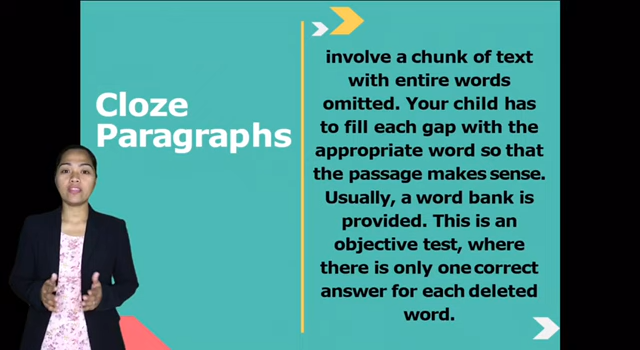 Cloze
Paragraphs
involve a chunk of text
with entire words
omitted. Your child has
to fill each gap with the
appropriate word so that
the passage makes sense.
Usually, a word bank is
provided. This is an
objective test, where
there is only one correct
answer for each deleted
word.